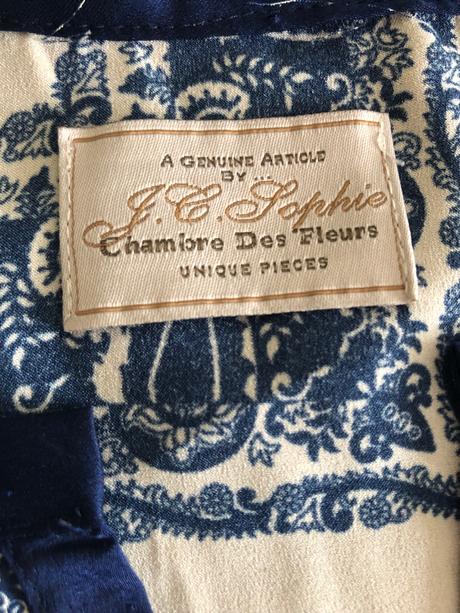 A GENUINE ARTICLE
BY ...
J.C. Sophie
Chambre Des Fleurs
UNIQUE PIECES